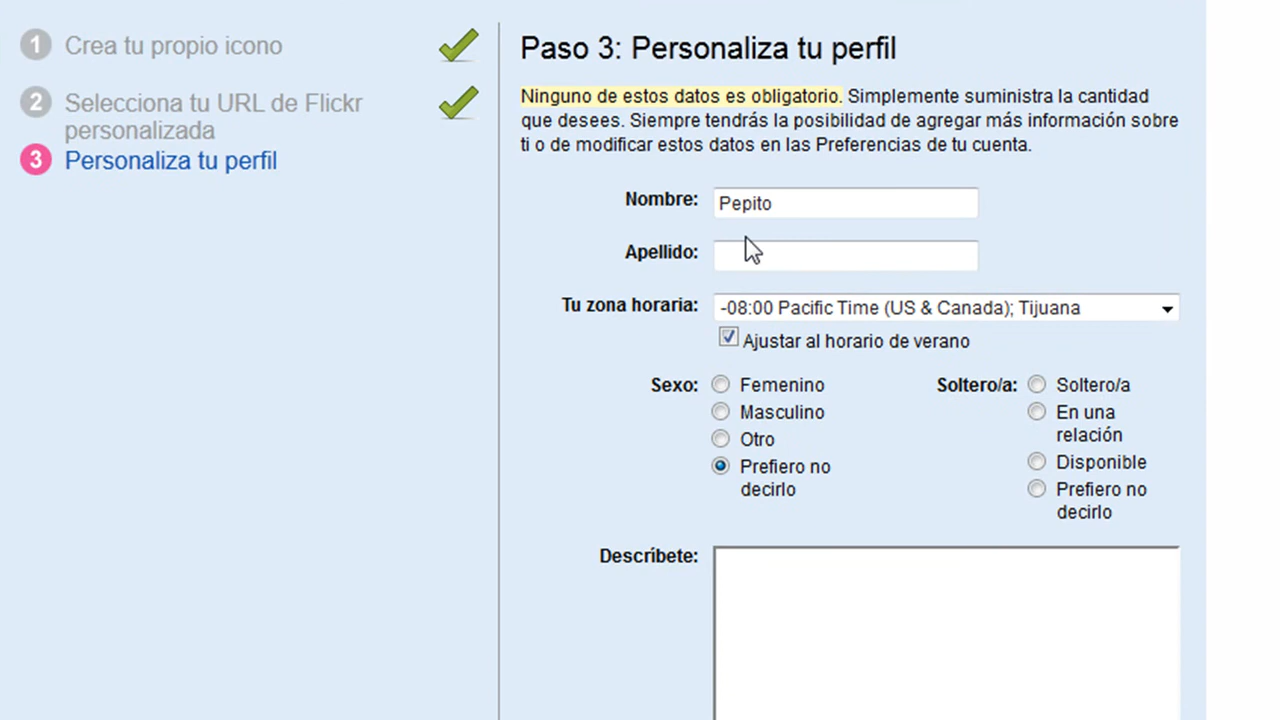 1 Crea tu propio icono
2 Selecciona tu URL de Flickr
personalizada
3 Personaliza tu perfil
Paso 3: Personaliza tu perfil
Ninguno de estos datos es obligatorio. Simplemente suministra la cantidad
que desees. Siempre tendrás la posibilidad de agregar más información sobre
ti o de modificar estos datos en las Preferencias de tu cuenta.
Nombre: Pepito
Apellido:
Tu zona horaria: -08:00 Pacific Time (US & Canada); Tijuana
Ajustar al horario de verano
Sexo: Femenino
Masculino
Otro
Prefiero no
decirlo
Soltero/a: Soltero/a
En una
relación
Disponible
Prefiero no
decirlo
Descríbete: